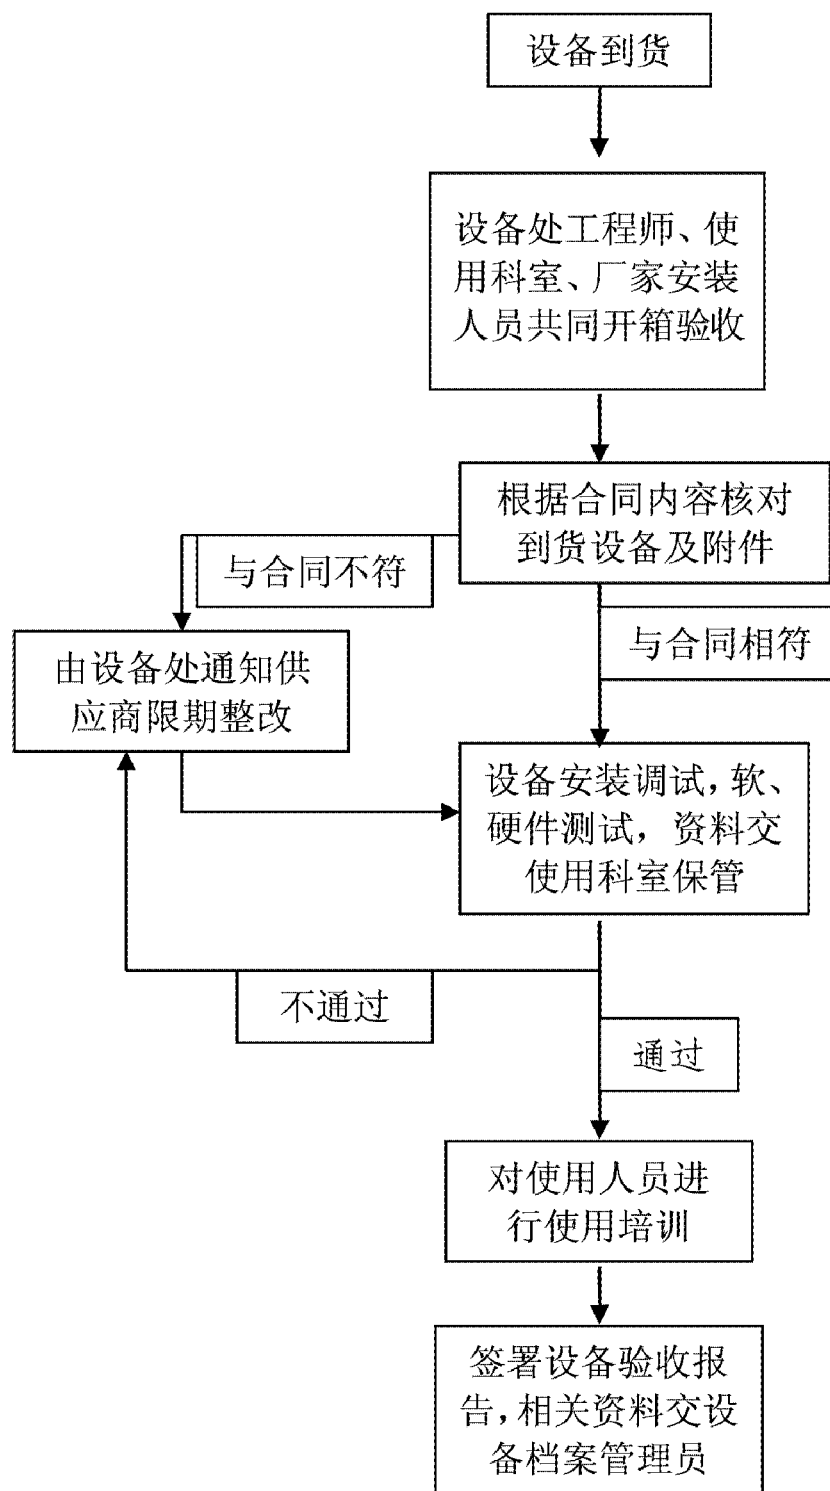 设备到货
设备处工程师、使
用科室、厂家安装
人员共同开箱验收
根据合同内容核对
到货设备及附件
与合同不符
与合同相符
由设备处通知供
应商限期整改
设备安装调试,软、
硬件测试，资料交
使用科室保管
不通过
通过
对使用人员进
行使用培训
签署设备验收报
告,相关资料交设
备档案管理员